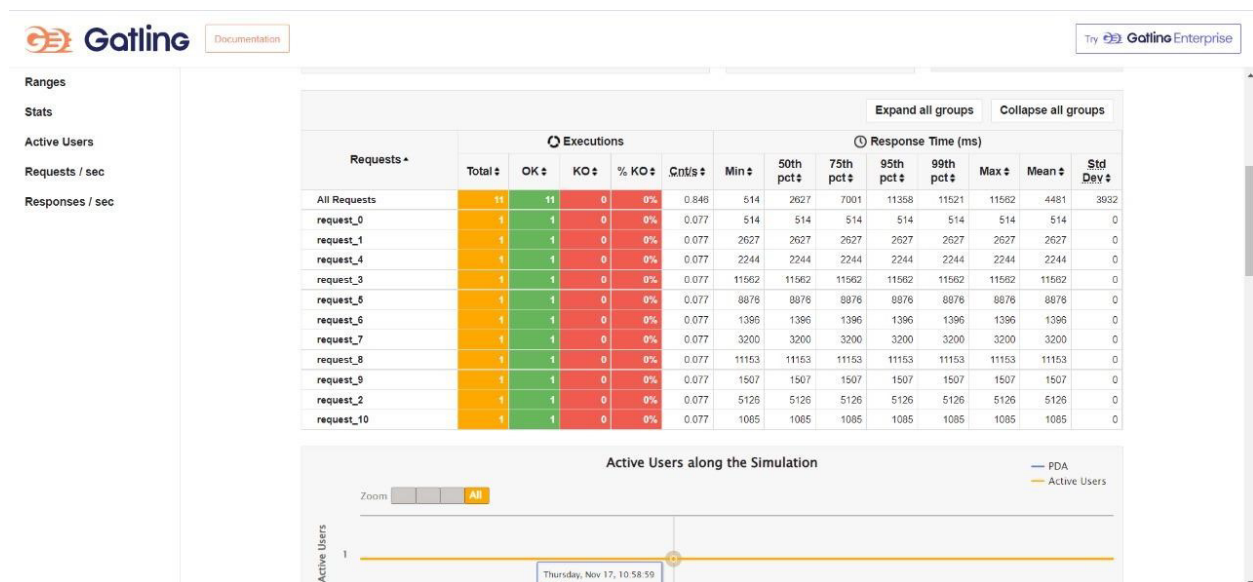 Gatling Documentation Try Gatling Enterprise
Ranges
Stats
Active Users
Requests / sec
Responses / sec
Expand all groups Collapse all groups
Requests Executions Response Time (ms)
Total OK KO % KO Cnt/s Min 50th pct 75th pct 95th pct 99th pct Max Mean Std Dev
All Requests 11 11 0 0% 0.846 514 2627 7001 11358 11521 11562 4481 3932
request_0 1 1 0 0% 0.077 514 514 514 514 514 514 514 0
request_1 1 1 0 0% 0.077 2627 2627 2627 2627 2627 2627 2627 0
request_4 1 1 0 0% 0.077 2244 2244 2244 2244 2244 2244 2244 0
request_3 1 1 0 0% 0.077 11562 11562 11562 11562 11562 11562 11562 0
request_5 1 1 0 0% 0.077 8876 8876 8876 8876 8876 8876 8876 0
request_6 1 1 0 0% 0.077 1396 1396 1396 1396 1396 1396 1396 0
request_7 1 1 0 0% 0.077 3200 3200 3200 3200 3200 3200 3200 0
request_8 1 1 0 0% 0.077 11153 11153 11153 11153 11153 11153 11153 0
request_9 1 1 0 0% 0.077 1507 1507 1507 1507 1507 1507 1507 0
request_2 1 1 0 0% 0.077 5126 5126 5126 5126 5126 5126 5126 0
request_10 1 1 0 0% 0.077 1085 1085 1085 1085 1085 1085 1085 0
Active Users along the Simulation
PDA
Active Users
Zoom All
Active Users
1
Thursday, Nov 17, 10:58:59